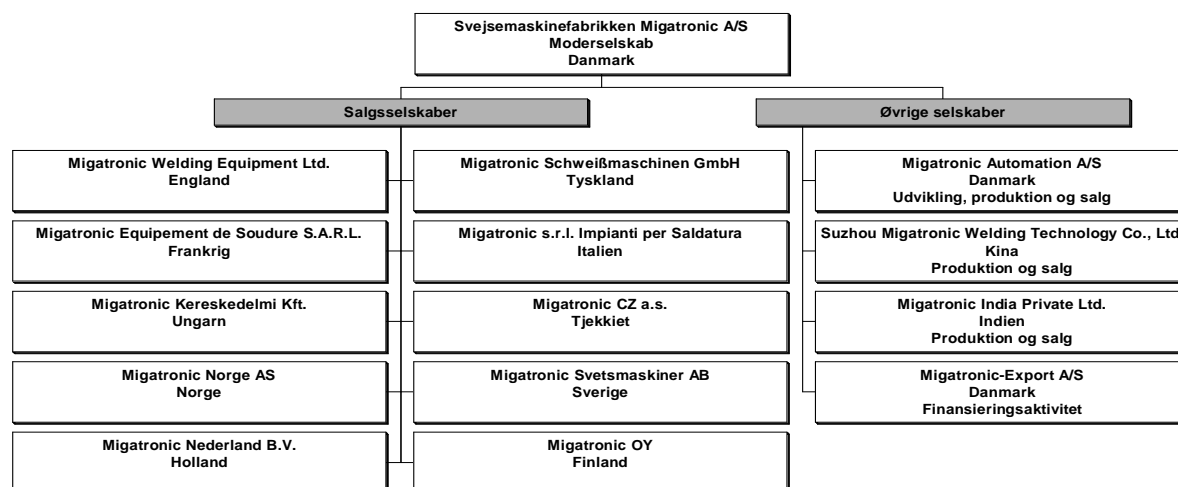 Svejsemaskinefabrikken Migatronic A/S
Moderselskab
Danmark
Salgsselskaber
Øvrige selskaber
Migatronic Welding Equipment Ltd.
England
Migatronic Schweißmaschinen GmbH
Tyskland
Migatronic Automation A/S
Danmark
Udvikling, produktion og salg
Migatronic Equipement de Soudure S.A.R.L.
Frankrig
Migatronic s.r.l. Impianti per Saldatura
Italien
Suzhou Migatronic Welding Technology Co., Ltd
Kina
Produktion og salg
Migatronic Kereskedelmi Kft.
Ungarn
Migatronic CZ a.s.
Tjekkiet
Migatronic India Private Ltd.
Indien
Produktion og salg
Migatronic Norge AS
Norge
Migatronic Svetsmaskiner AB
Sverige
Migatronic-Export A/S
Danmark
Finansieringsaktivitet
Migatronic Nederland B.V.
Holland
Migatronic OY
Finland